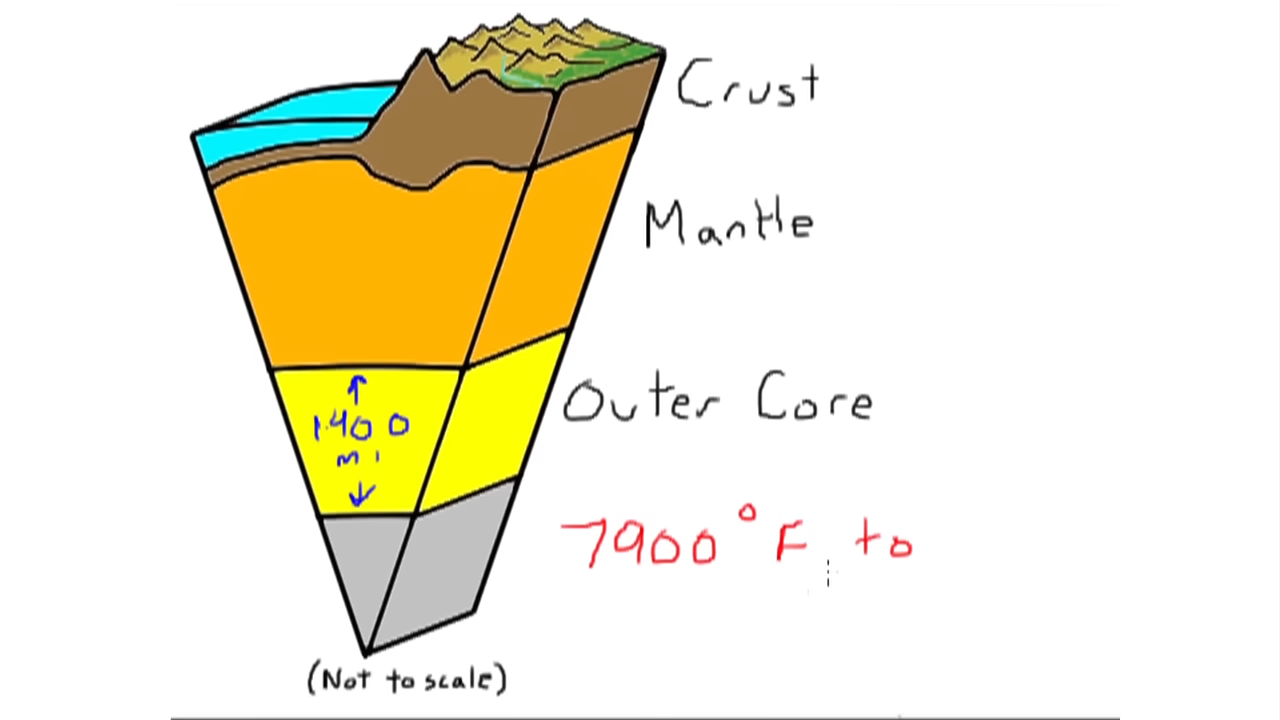 Crust
Mantle
Outer Core
1400
mi
7900°F to
(Not to scale)